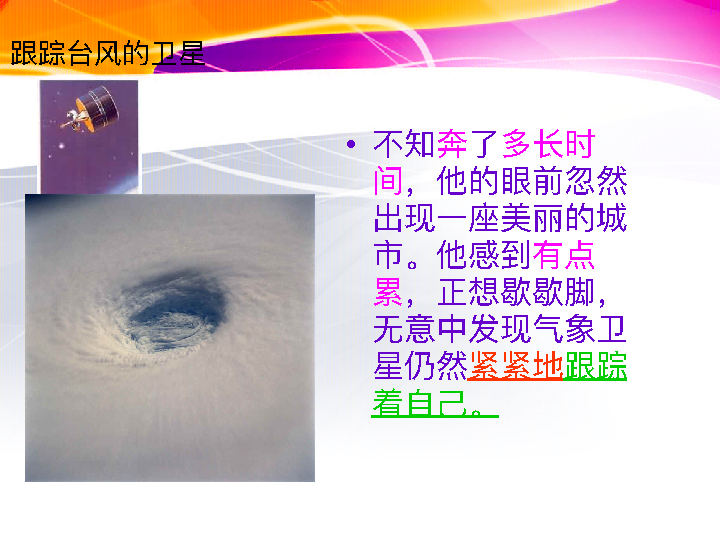 跟踪台风的卫星
• 不知奔了多长时
间，他的眼前忽然
出现一座美丽的城
市。他感到有点
累，正想歇歇脚，
无意中发现气象卫
星仍然紧紧地跟踪
着自己。